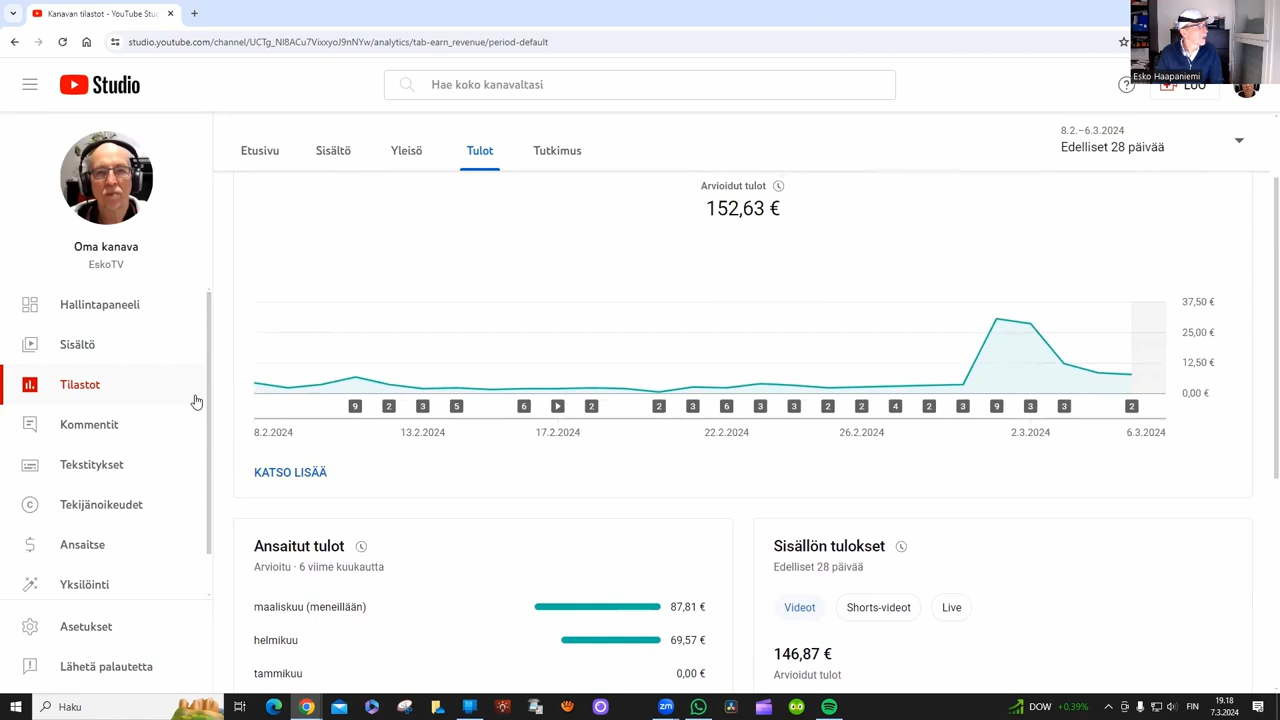 Kanavan tilastot - YouTube Stu
studio.youtube.com/channel/UCTg_NI8ACu7VixxyoJ9nNYw/analytics/tab
_revenue/period-default
Esko Haapaniemi
Studio
Hae koko kanavaltasi
LUO
Oma kanava
EskoTV
Hallintapaneeli
Sisältö
Tilastot
Kommentit
Tekstitykset
Tekijänoikeudet
Ansaitse
Yksilöinti
Asetukset
Lähetä palautetta
Etusivu Sisältö Yleisö Tulot Tutkimus
8.2.–6.3.2024
Edelliset 28 päivää
Arvioidut tulot
152,63 €
37,50 €
25,00 €
12,50 €
0,00 €
9 2 3 5 6 2 2 3 6 3 3 2 2 4 2 3 9 3 3 2
8.2.2024 13.2.2024 17.2.2024 22.2.2024 26.2.2024 2.3.2024 6.3.2024
KATSO LISÄÄ
Ansaitut tulot
Arvioitu · 6 viime kuukautta
maaliskuu (meneillään) 87,81 €
helmikuu 69,57 €
tammikuu 0,00 €
Sisällön tulokset
Edelliset 28 päivää
Videot Shorts-videot Live
146,87 €
Arvioidut tulot
Haku
zm
DOW +0,39%
FIN
19.18
7.3.2024